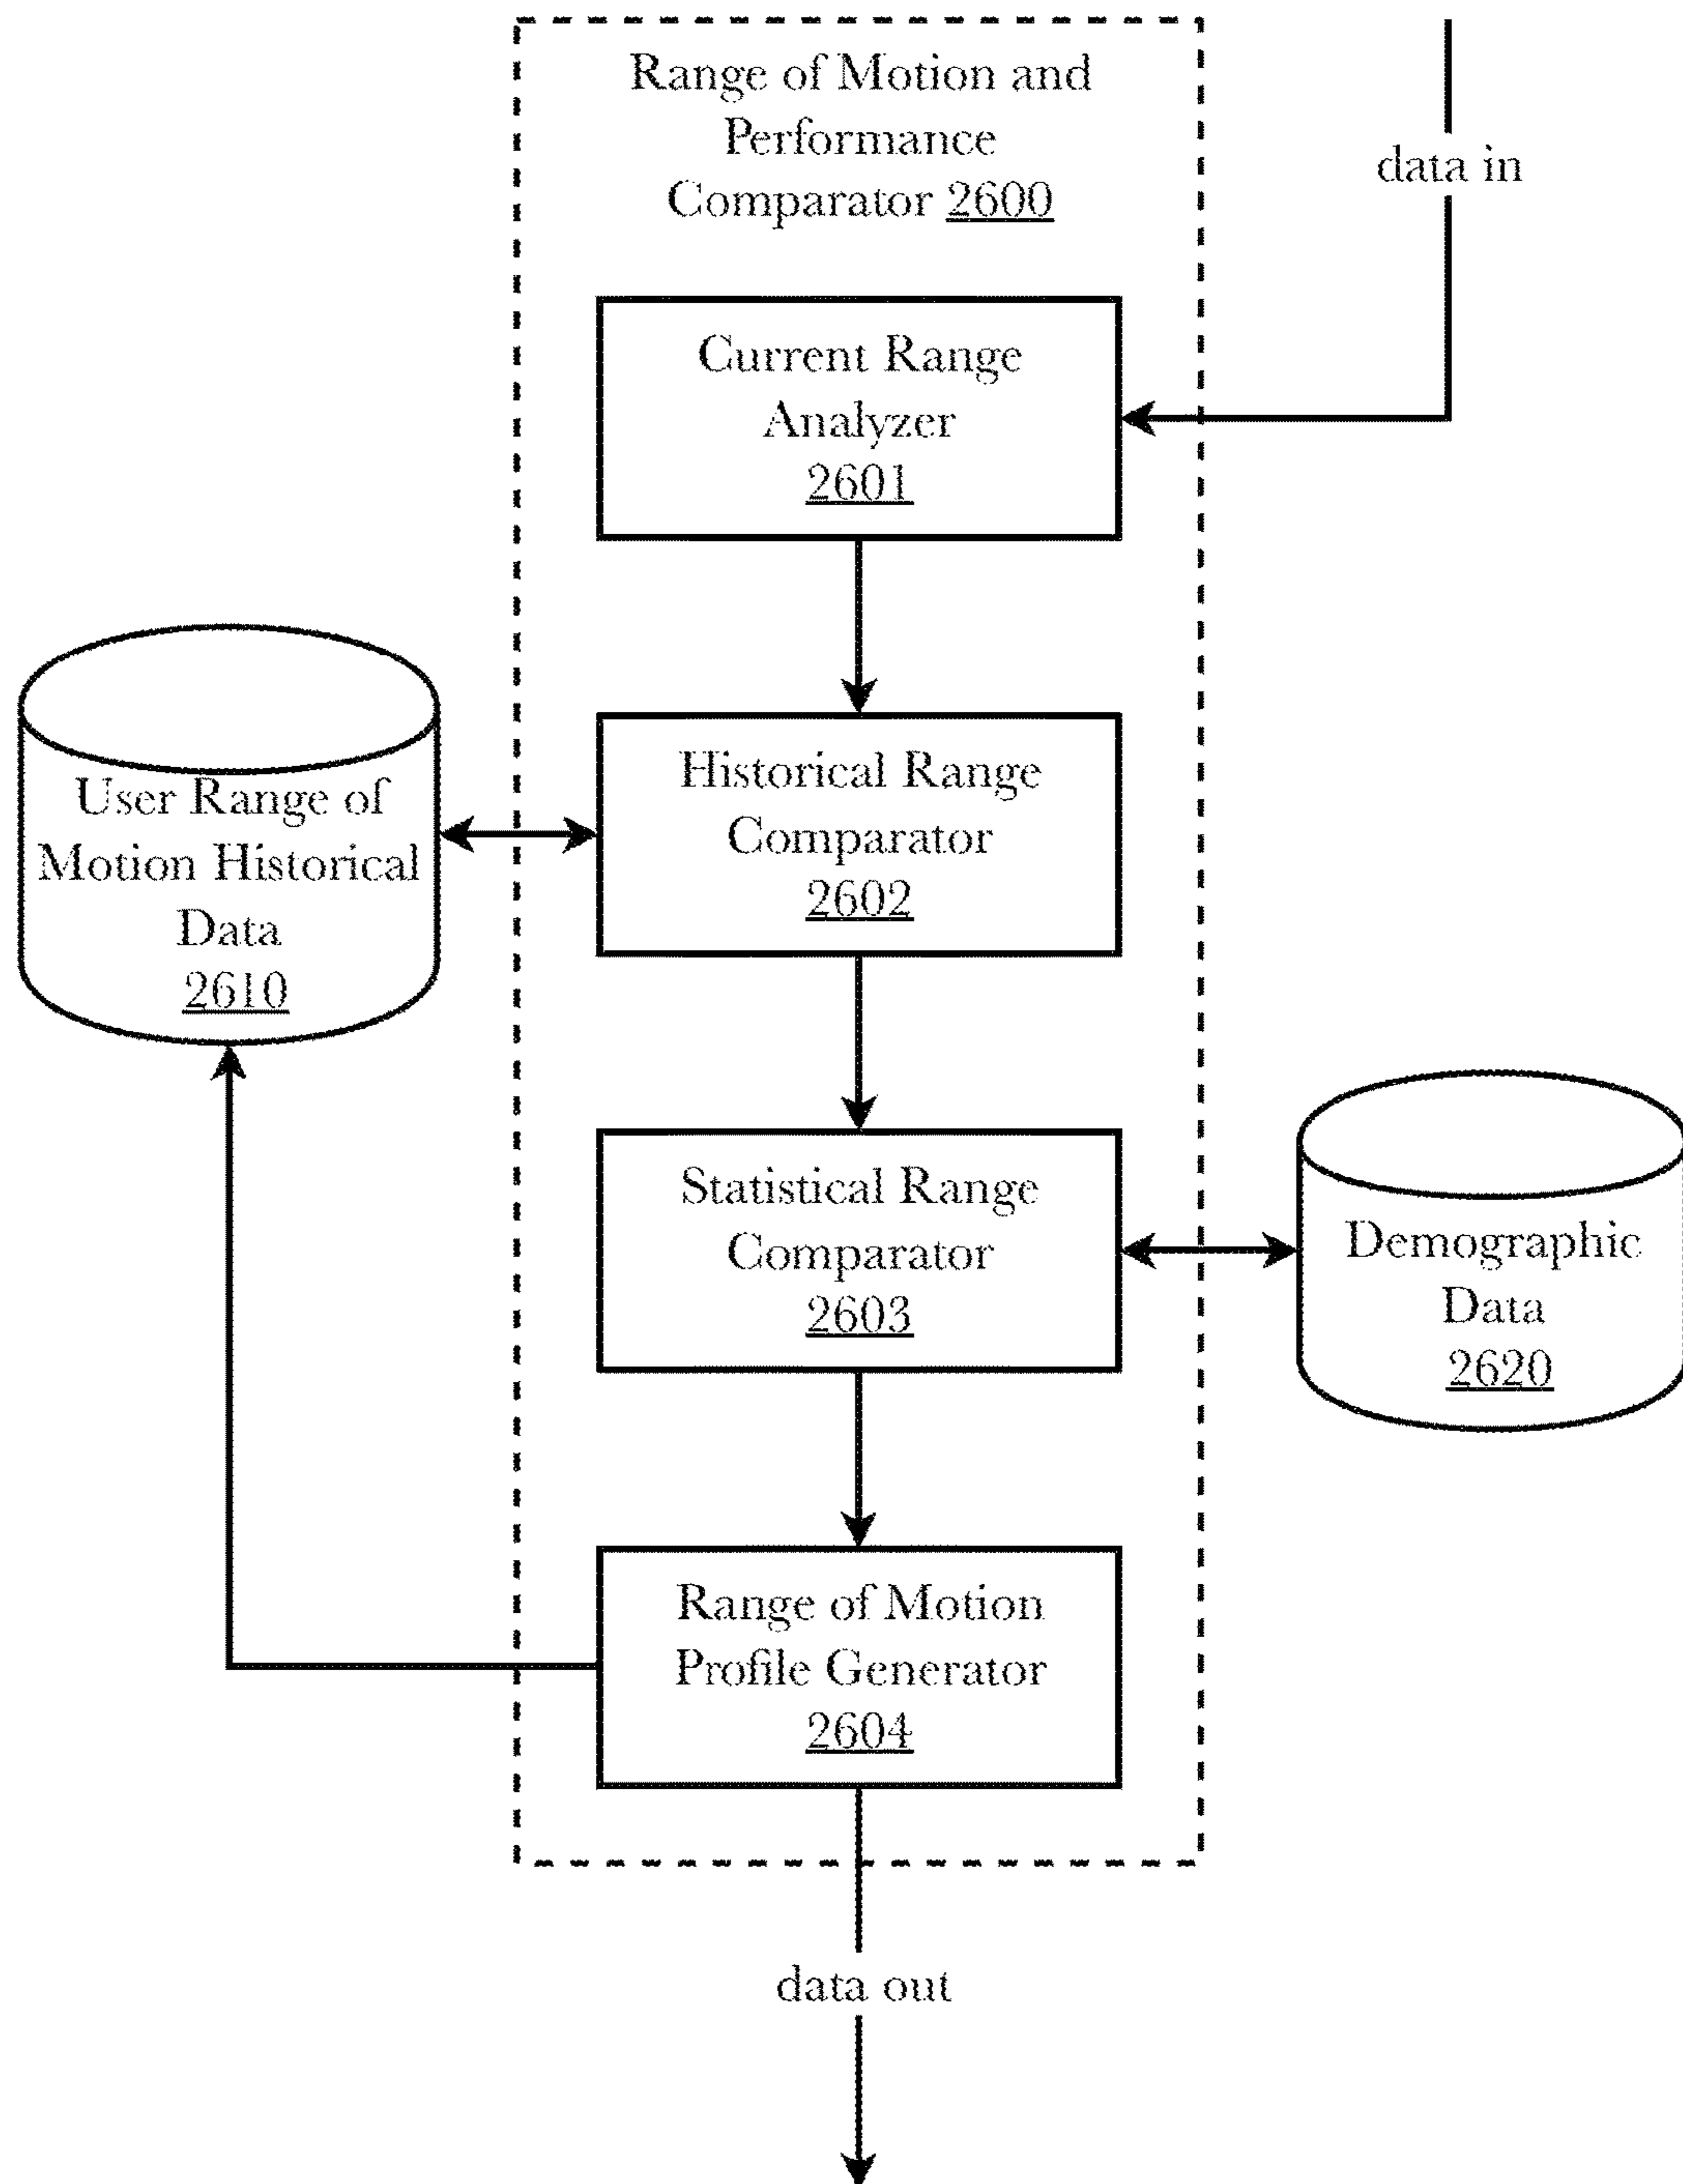 Range of Motion and
Performance
Comparator 2600
data in
Current Range
Analyzer
2601
Historical Range
Comparator
2602
User Range of
Motion Historical
Data
2610
Statistical Range
Comparator
2603
Demographic
Data
2620
Range of Motion
Profile Generator
2604
data out